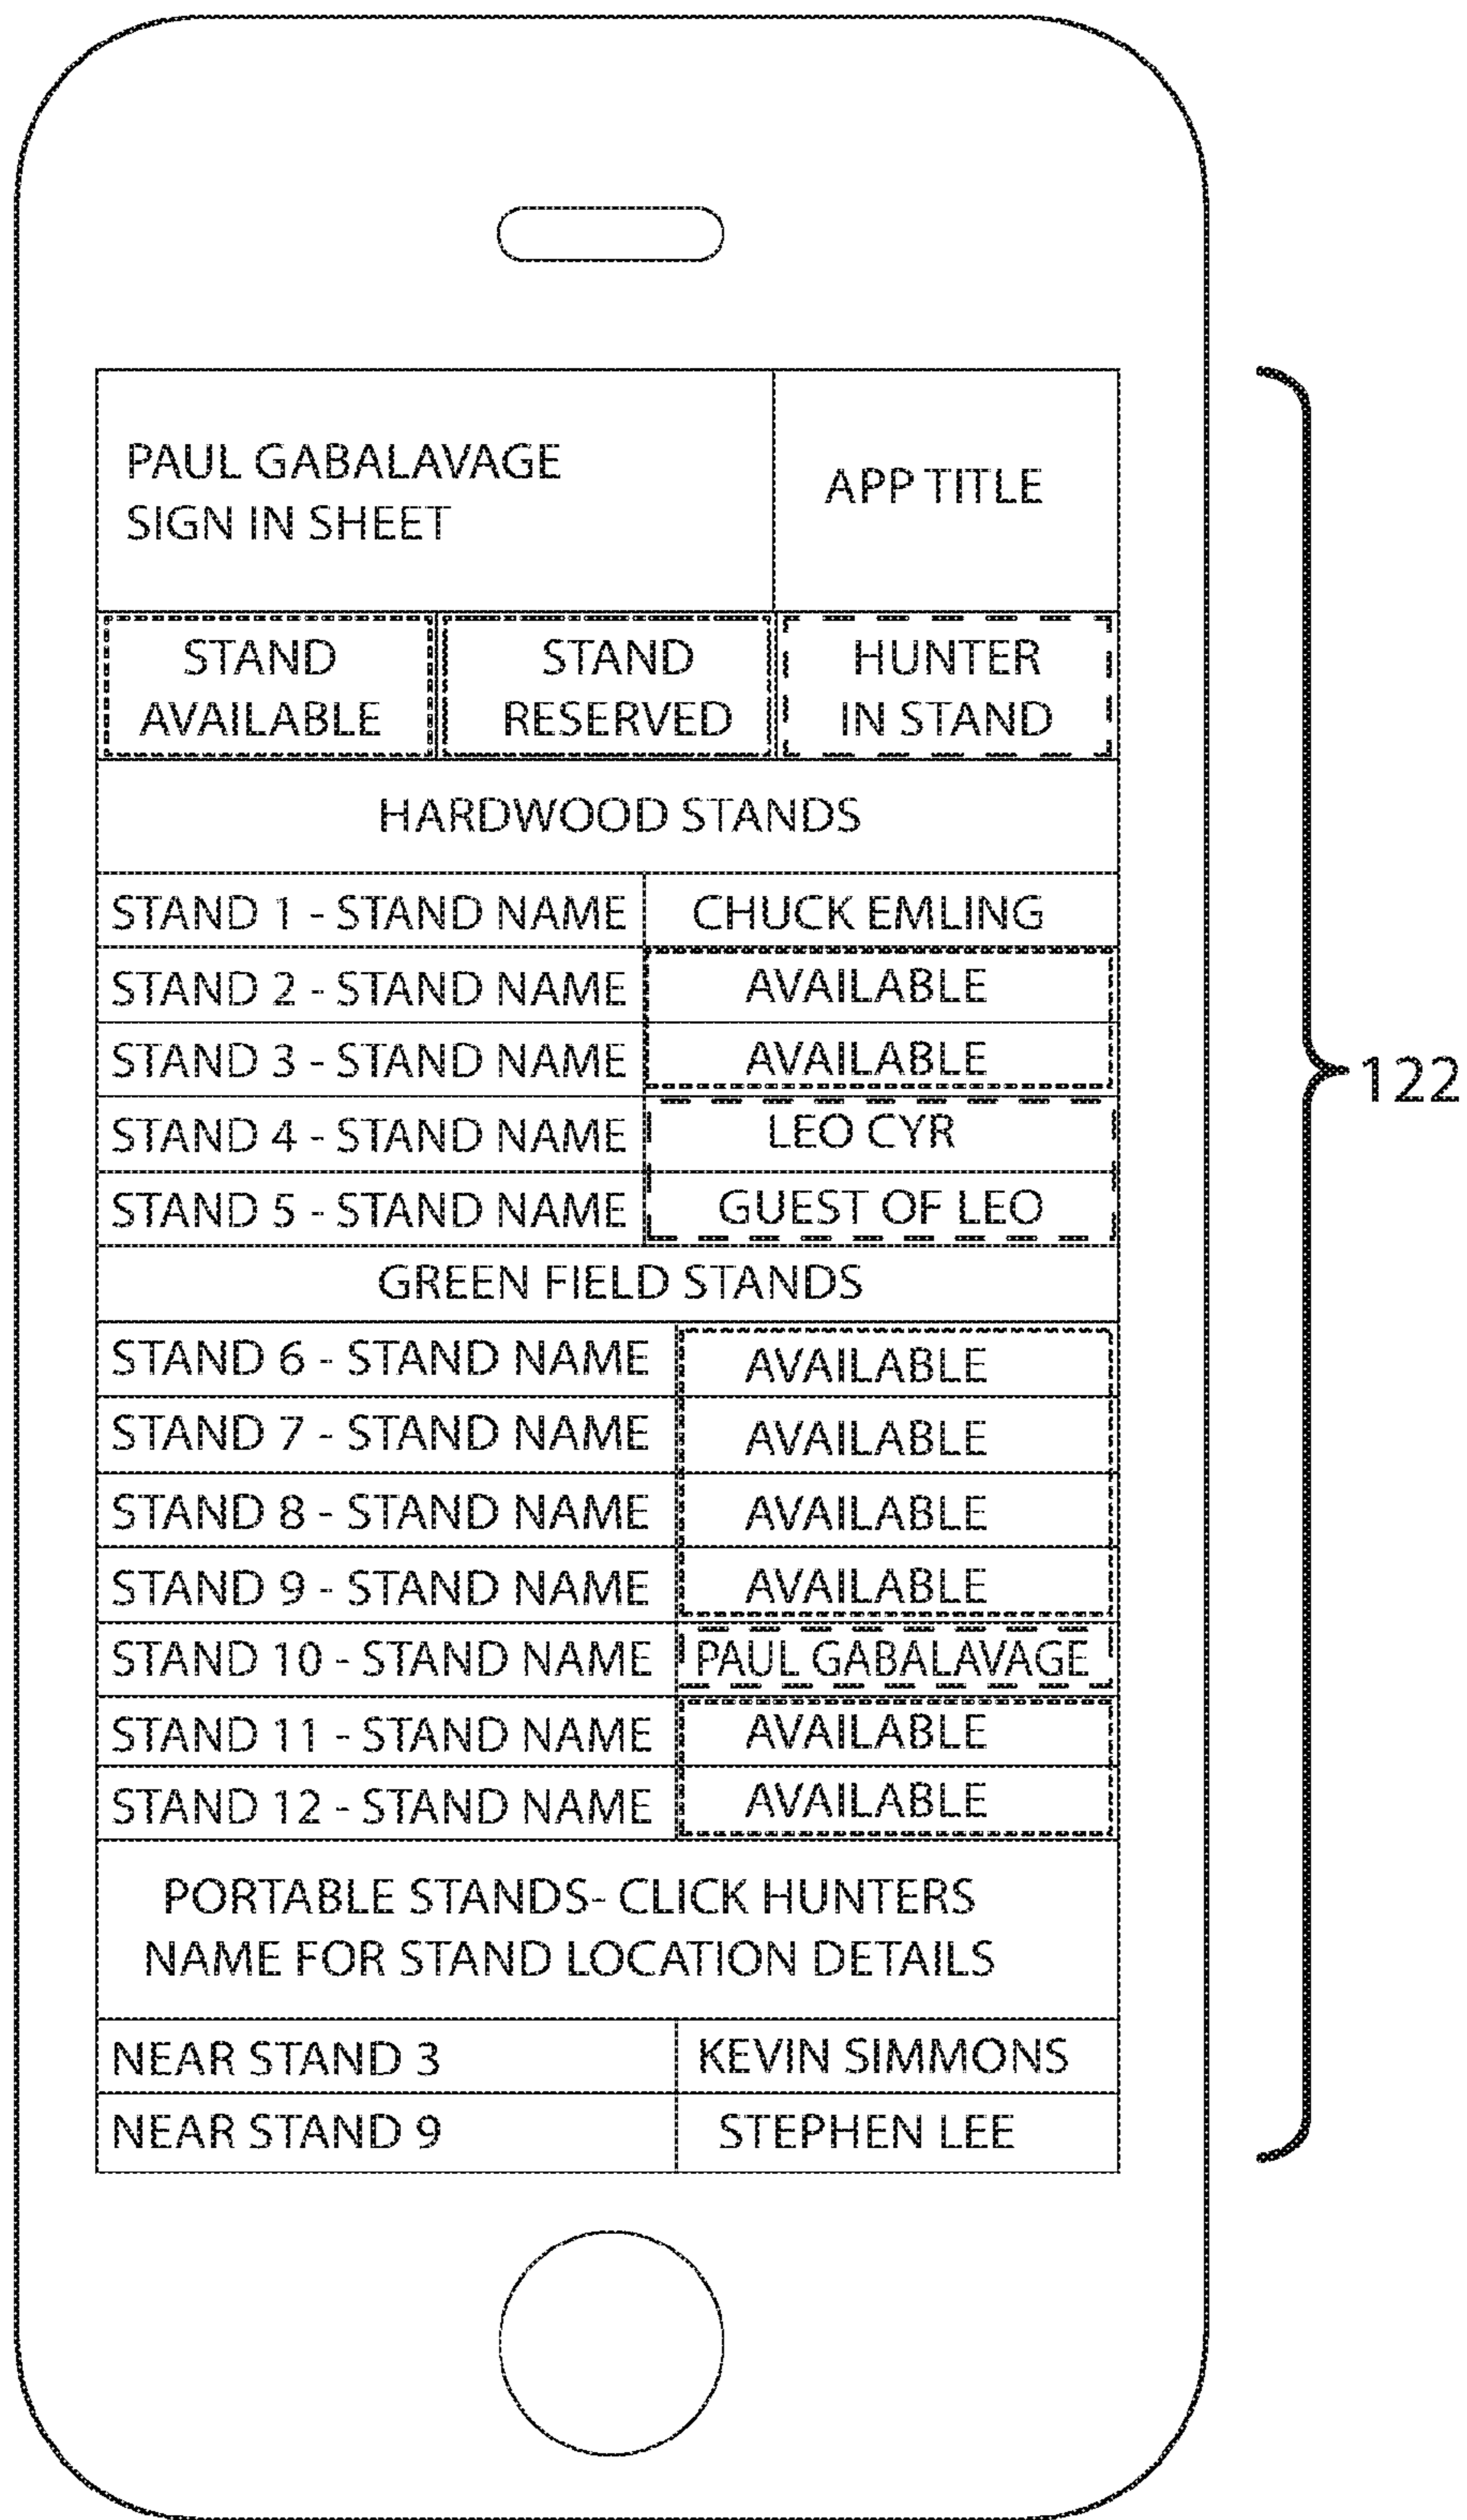 PAUL GABALAVAGE
SIGN IN SHEET
APP TITLE
STAND
AVAILABLE
STAND
RESERVED
HUNTER
IN STAND
HARDWOOD STANDS
STAND 1 - STAND NAME CHUCK EMLING
STAND 2 - STAND NAME AVAILABLE
STAND 3 - STAND NAME AVAILABLE
STAND 4 - STAND NAME LEO CYR
STAND 5 - STAND NAME GUEST OF LEO
GREEN FIELD STANDS
STAND 6 - STAND NAME AVAILABLE
STAND 7 - STAND NAME AVAILABLE
STAND 8 - STAND NAME AVAILABLE
STAND 9 - STAND NAME AVAILABLE
STAND 10 - STAND NAME PAUL GABALAVAGE
STAND 11 - STAND NAME AVAILABLE
STAND 12 - STAND NAME AVAILABLE
PORTABLE STANDS- CLICK HUNTERS
NAME FOR STAND LOCATION DETAILS
NEAR STAND 3 KEVIN SIMMONS
NEAR STAND 9 STEPHEN LEE
122